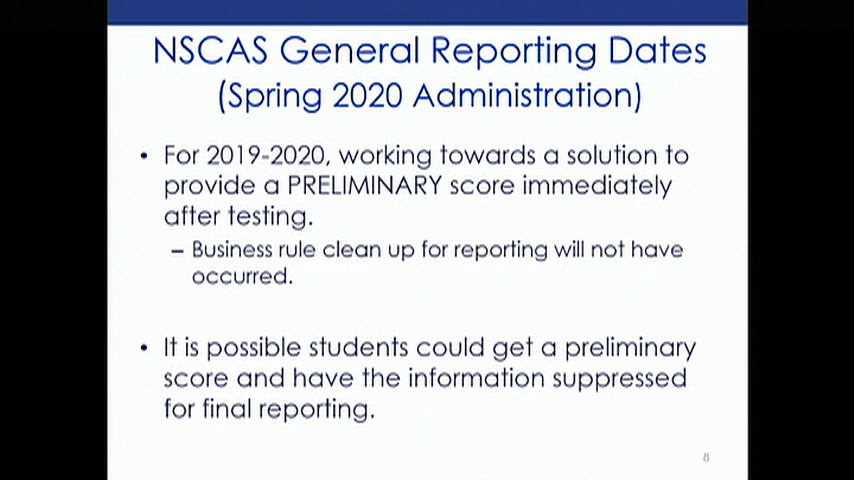 NSCAS General Reporting Dates
(Spring 2020 Administration)
• For 2019-2020, working towards a solution to
provide a PRELIMINARY score immediately
after testing.
– Business rule clean up for reporting will not have
occurred.
• It is possible students could get a preliminary
score and have the information suppressed
for final reporting.
8